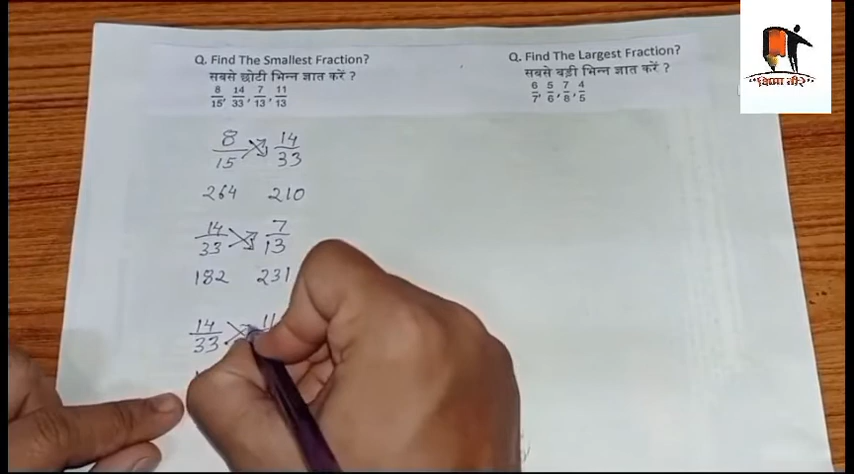 Q. Find The Smallest Fraction?
सबसे छोटी भिन्न ज्ञात करें ?
8/15, 14/33, 7/13, 11/13
8/15 14/33
264 210
14/33 7/13
182 231
14/33 11
Q. Find The Largest Fraction?
सबसे बड़ी भिन्न ज्ञात करें ?
6/7, 5/6, 7/8, 4/5